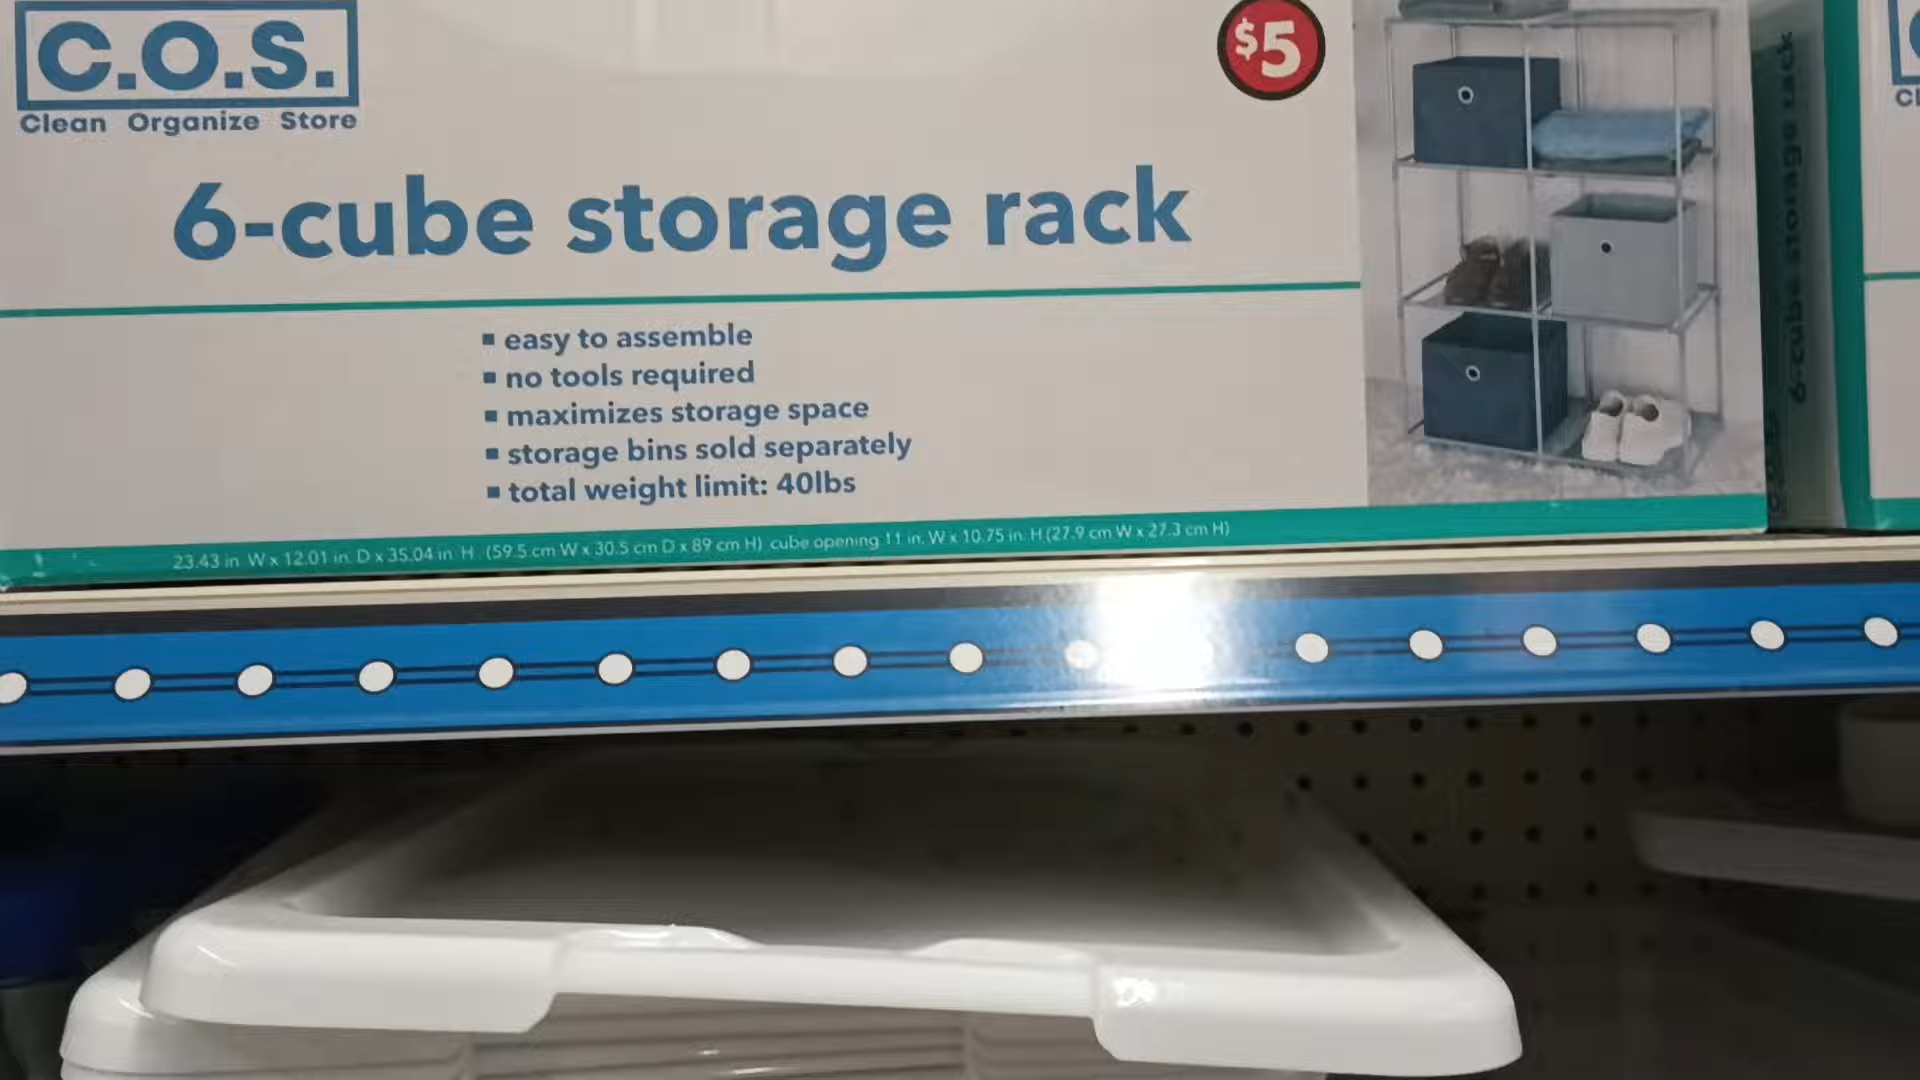 C.O.S.
Clean Organize Store
$5
6-cube storage rack
▪ easy to assemble
▪ no tools required
▪ maximizes storage space
▪ storage bins sold separately
▪ total weight limit: 40lbs
23.43 in W x 12.01 in. D x 35.04 in H (59.5 cm W x 30.5 cm D x 89 cm H) cube opening 11 in. W x 10.75 in. H (27.9 cm W x 27.3 cm H)
6-cube storage rack